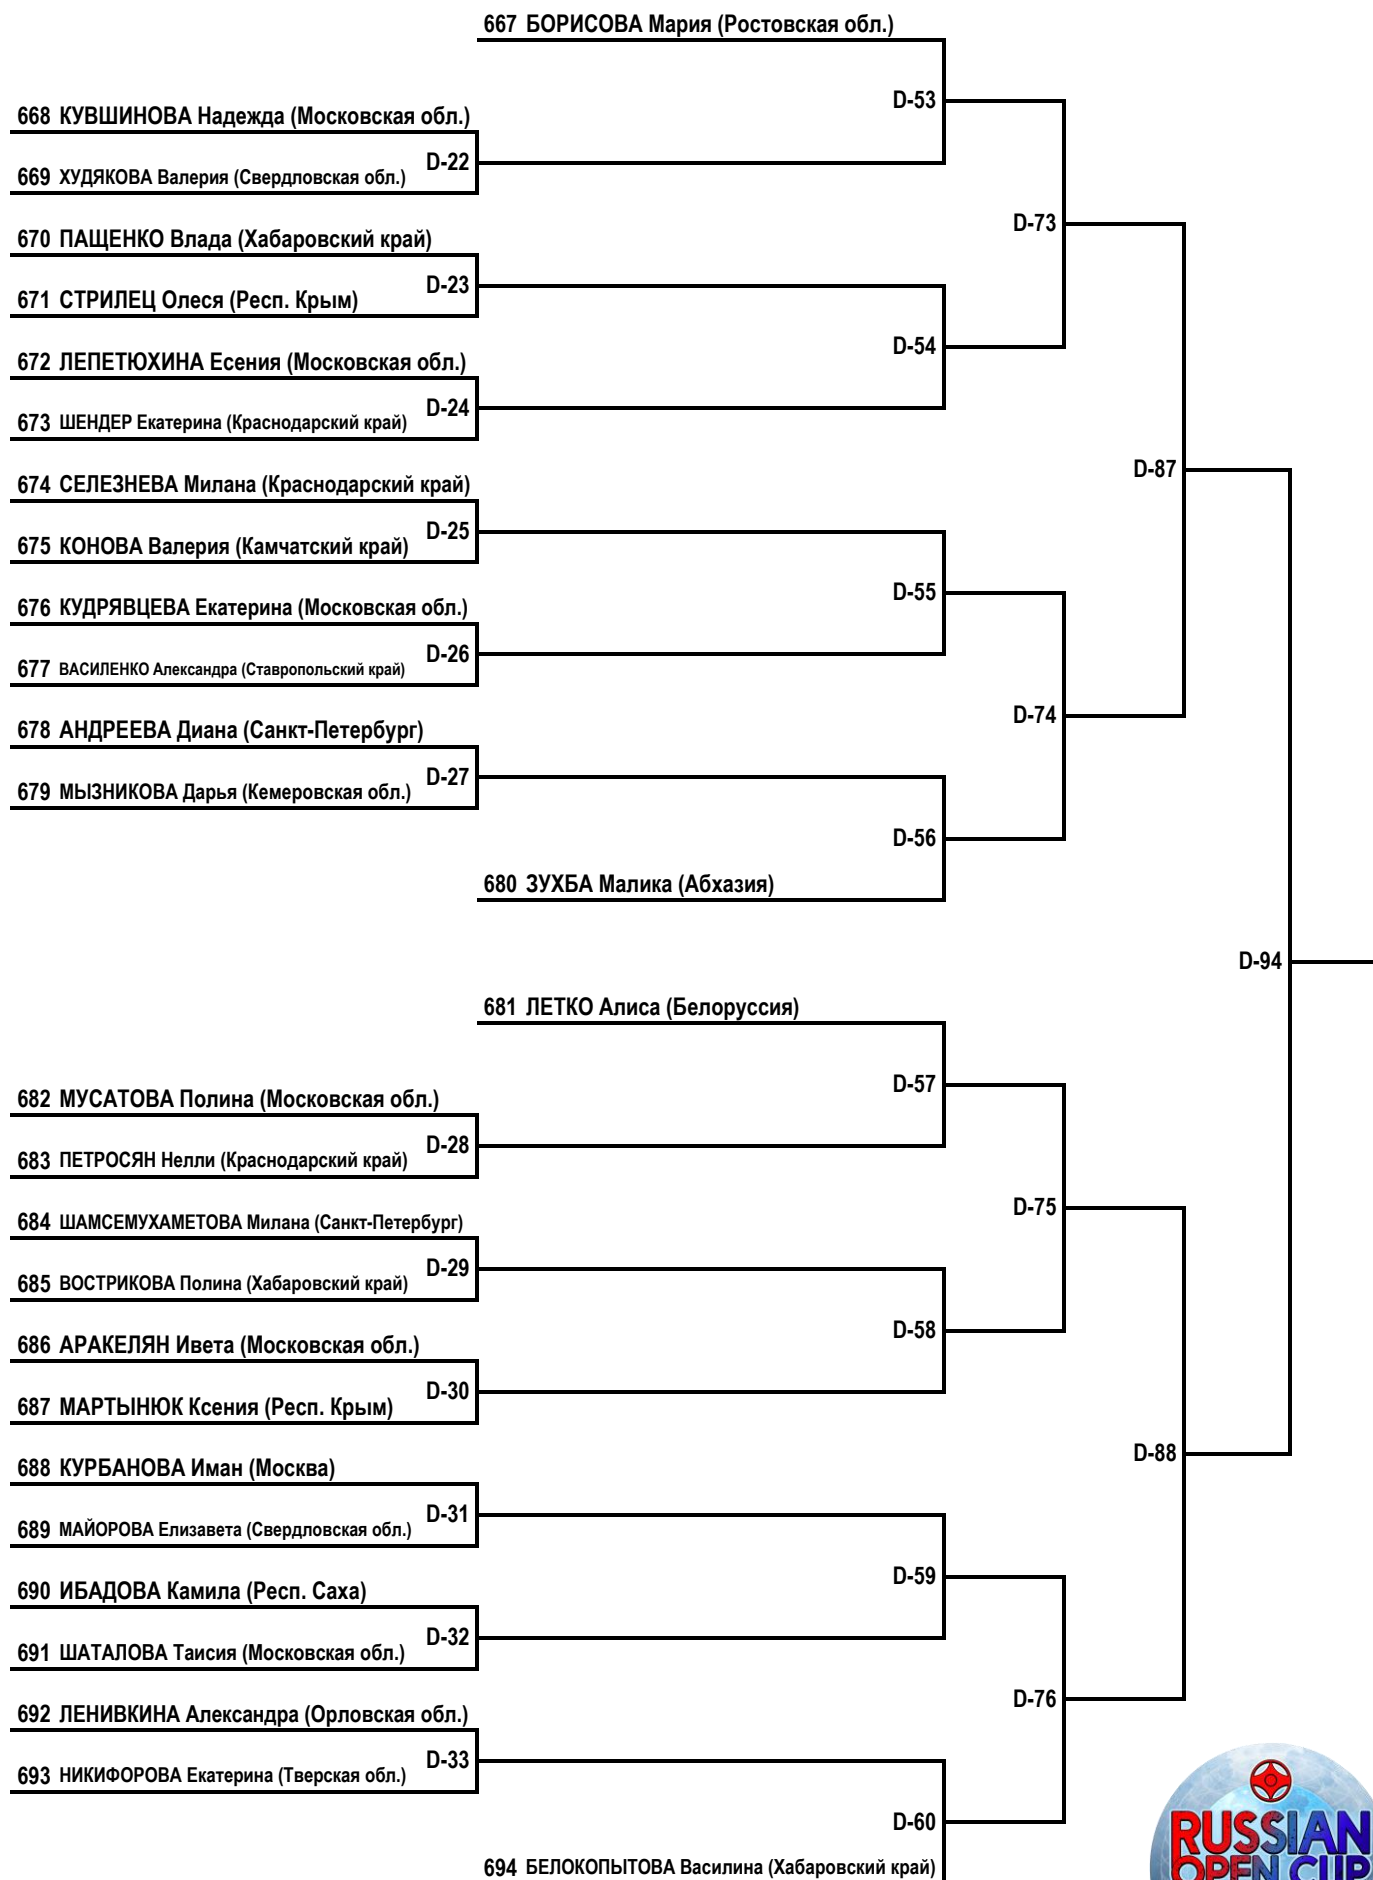 667 БОРИСОВА Мария (Ростовская обл.)
D-53
668 КУВШИНОВА Надежда (Московская обл.)
D-22
669 ХУДЯКОВА Валерия (Свердловская обл.)
D-73
670 ПАЩЕНКО Влада (Хабаровский край)
D-23
671 СТРИЛЕЦ Олеся (Респ. Крым)
D-54
672 ЛЕПЕТЮХИНА Есения (Московская обл.)
D-24
673 ШЕНДЕР Екатерина (Краснодарский край)
D-87
674 СЕЛЕЗНЕВА Милана (Краснодарский край)
D-25
675 КОНОВА Валерия (Камчатский край)
D-55
676 КУДРЯВЦЕВА Екатерина (Московская обл.)
D-26
677 ВАСИЛЕНКО Александра (Ставропольский край)
D-74
678 АНДРЕЕВА Диана (Санкт-Петербург)
D-27
679 МЫЗНИКОВА Дарья (Кемеровская обл.)
D-56
680 ЗУХБА Малика (Абхазия)
D-94
681 ЛЕТКО Алиса (Белоруссия)
D-57
682 МУСАТОВА Полина (Московская обл.)
D-28
683 ПЕТРОСЯН Нелли (Краснодарский край)
D-75
684 ШАМСЕМУХАМЕТОВА Милана (Санкт-Петербург)
D-29
685 ВОСТРИКОВА Полина (Хабаровский край)
D-58
686 АРАКЕЛЯН Ивета (Московская обл.)
D-30
687 МАРТЫНЮК Ксения (Респ. Крым)
D-88
688 КУРБАНОВА Иман (Москва)
D-31
689 МАЙОРОВА Елизавета (Свердловская обл.)
D-59
690 ИБАДОВА Камила (Респ. Саха)
D-32
691 ШАТАЛОВА Таисия (Московская обл.)
D-76
692 ЛЕНИВКИНА Александра (Орловская обл.)
D-33
693 НИКИФОРОВА Екатерина (Тверская обл.)
D-60
694 БЕЛОКОПЫТОВА Василина (Хабаровский край)
RUSSIAN
OPEN CUP